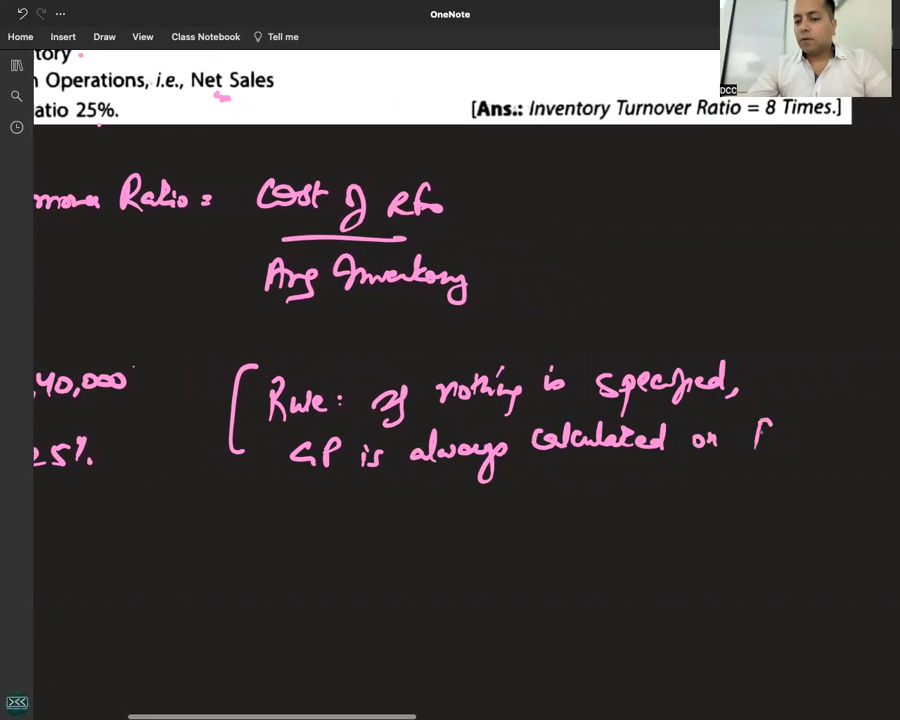 OneNote
Home Insert Draw View Class Notebook Tell me
tory
n Operations, i.e., Net Sales
atio 25%. [Ans.: Inventory Turnover Ratio = 8 Times.]
DCC
Ratio = Cost of Rfo
Avg Inventory
,40,000
25%.
Rule: If nothing is specified,
GP is always calculated on R